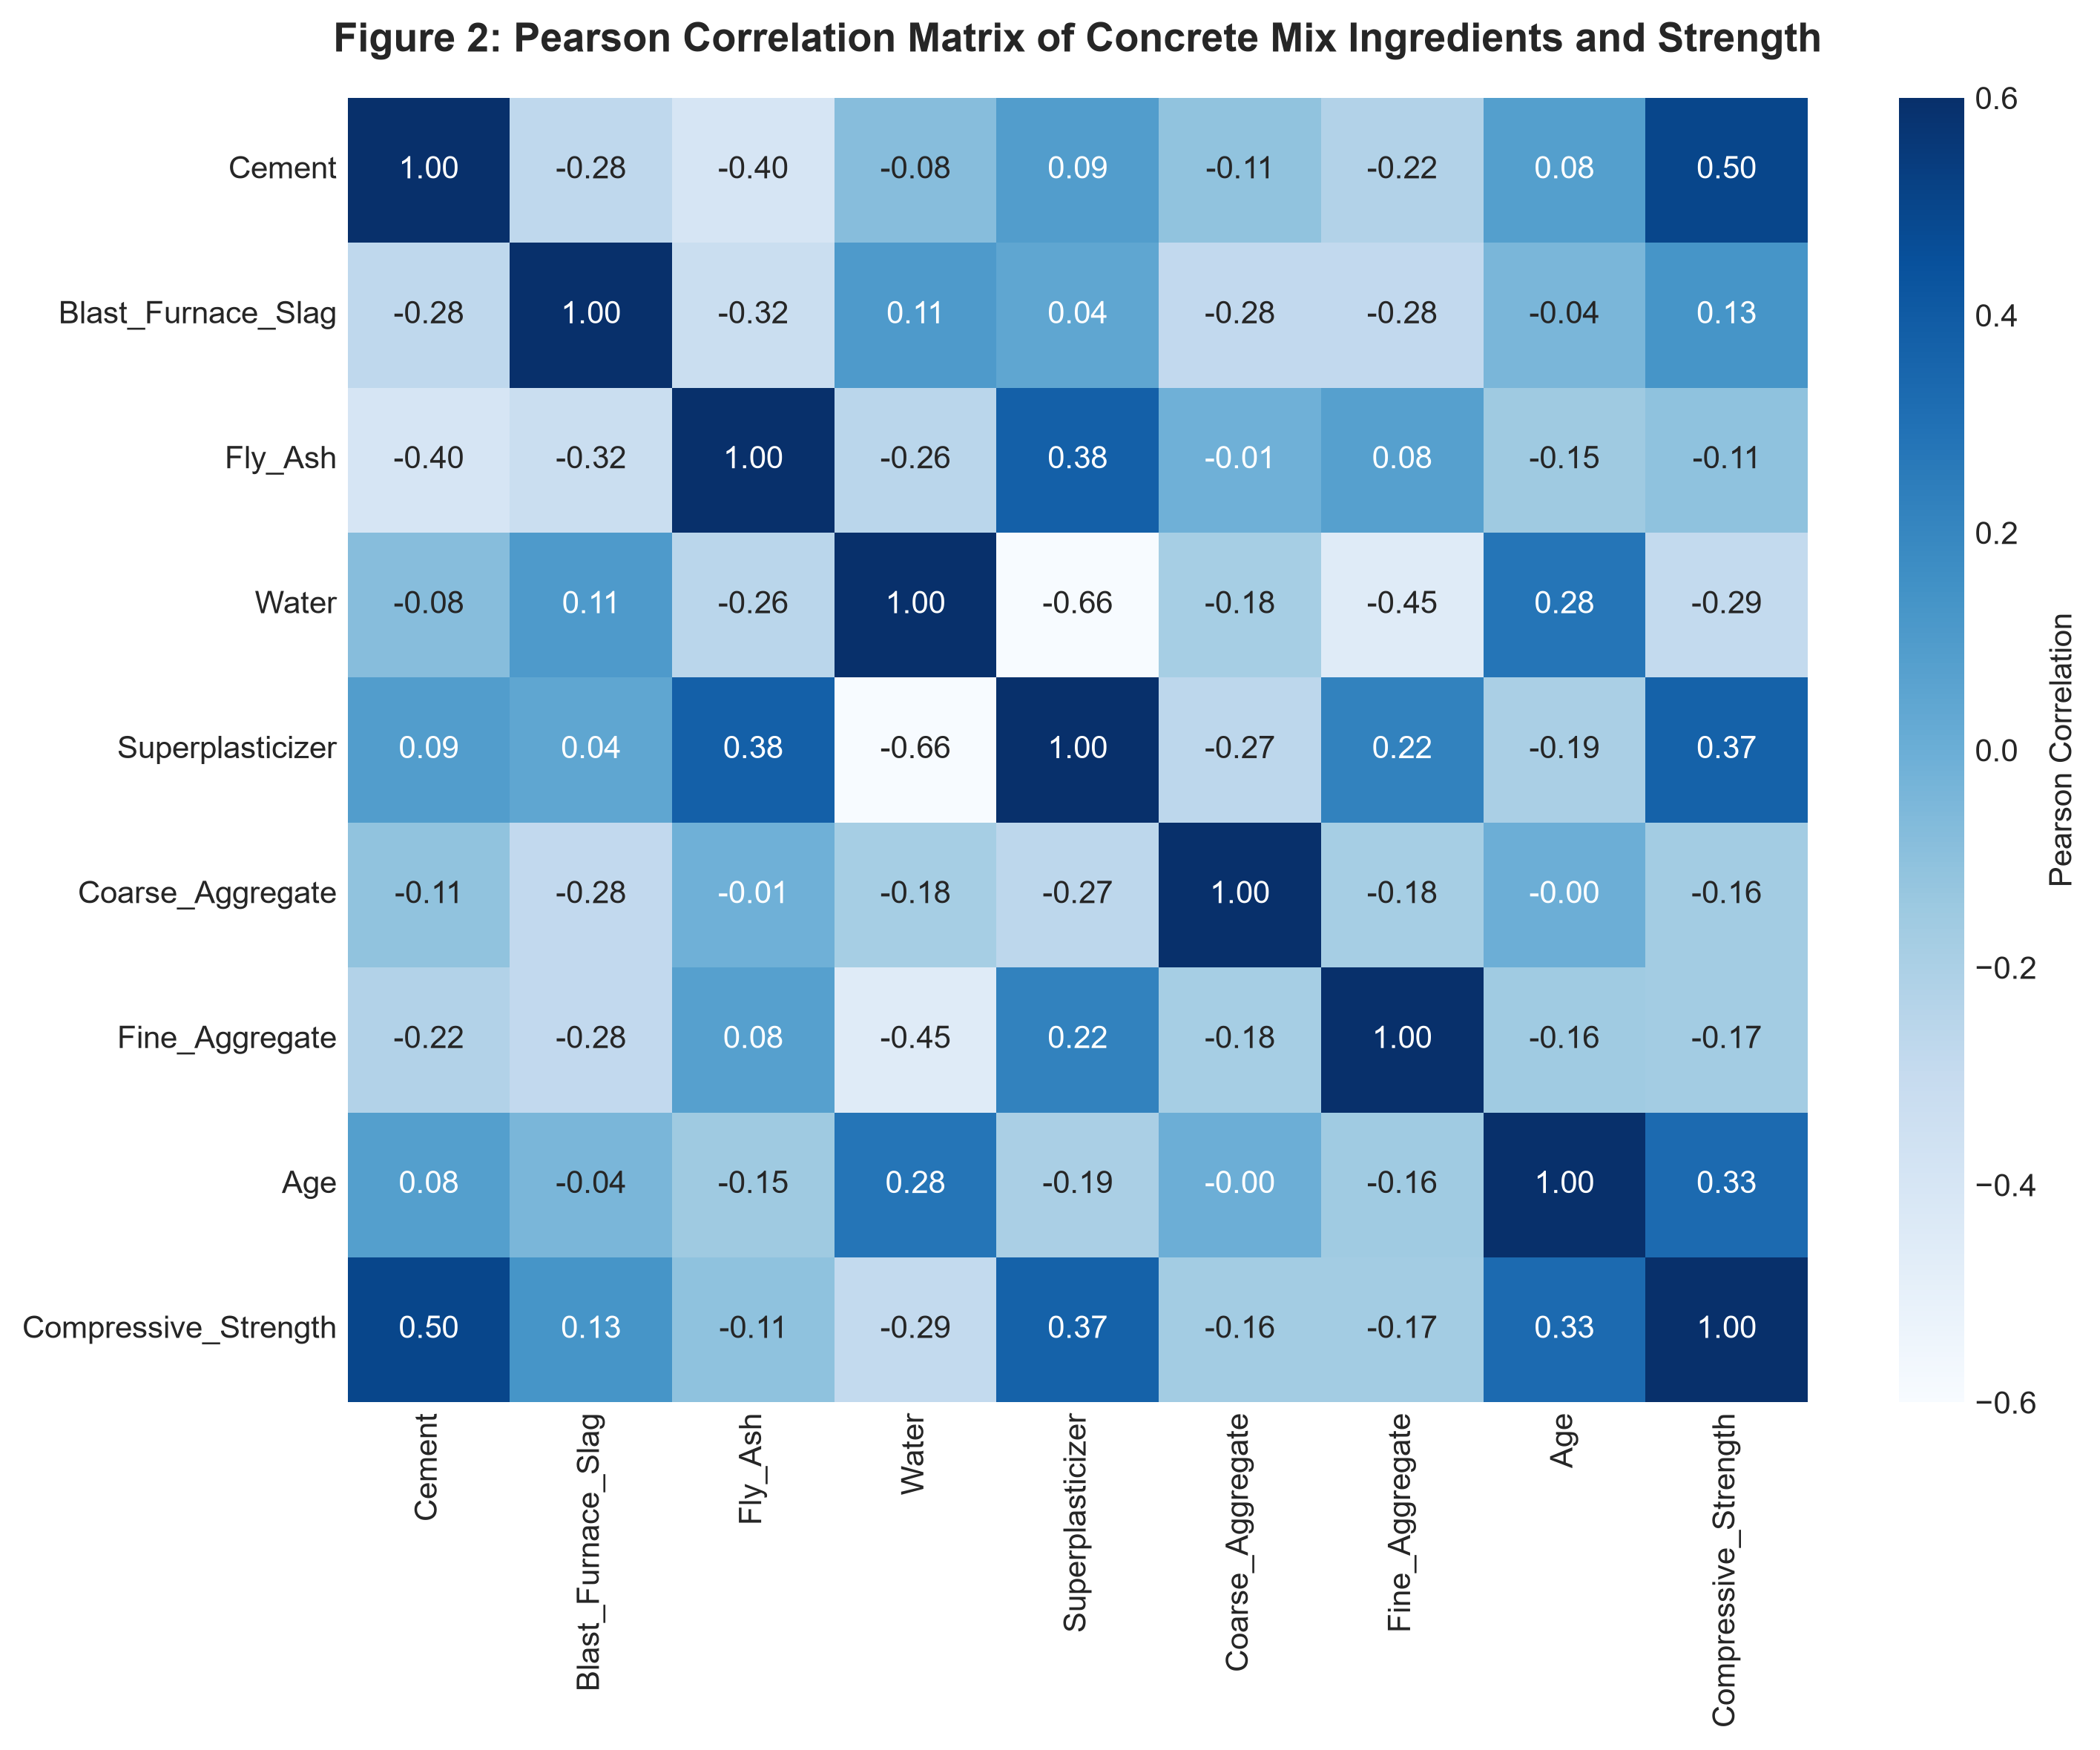 Figure 2: Pearson Correlation Matrix of Concrete Mix Ingredients and Strength
Cement 1.00 -0.28 -0.40 -0.08 0.09 -0.11 -0.22 0.08 0.50
Blast_Furnace_Slag -0.28 1.00 -0.32 0.11 0.04 -0.28 -0.28 -0.04 0.13
Fly_Ash -0.40 -0.32 1.00 -0.26 0.38 -0.01 0.08 -0.15 -0.11
Water -0.08 0.11 -0.26 1.00 -0.66 -0.18 -0.45 0.28 -0.29
Superplasticizer 0.09 0.04 0.38 -0.66 1.00 -0.27 0.22 -0.19 0.37
Coarse_Aggregate -0.11 -0.28 -0.01 -0.18 -0.27 1.00 -0.18 -0.00 -0.16
Fine_Aggregate -0.22 -0.28 0.08 -0.45 0.22 -0.18 1.00 -0.16 -0.17
Age 0.08 -0.04 -0.15 0.28 -0.19 -0.00 -0.16 1.00 0.33
Compressive_Strength 0.50 0.13 -0.11 -0.29 0.37 -0.16 -0.17 0.33 1.00
Cement
Blast_Furnace_Slag
Fly_Ash
Water
Superplasticizer
Coarse_Aggregate
Fine_Aggregate
Age
Compressive_Strength
0.6
0.4
0.2
0.0
−0.2
−0.4
−0.6
Pearson Correlation